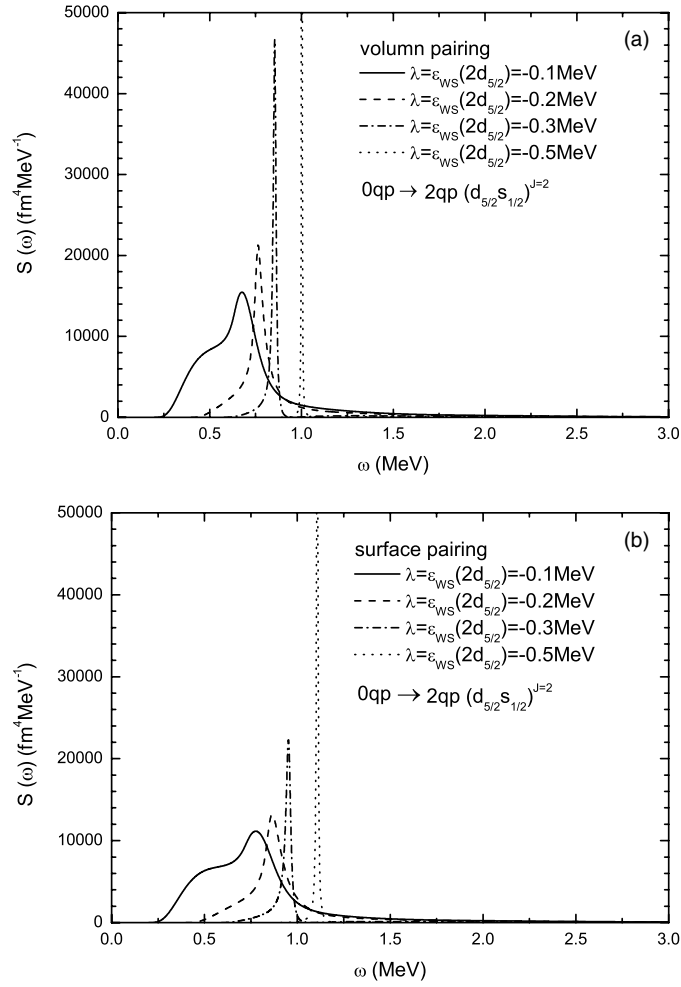 50000
40000
30000
20000
10000
0
S (ω) (fm⁴MeV⁻¹)
(a)
volumn pairing
λ=ε_WS(2d_5/2)=-0.1MeV
λ=ε_WS(2d_5/2)=-0.2MeV
λ=ε_WS(2d_5/2)=-0.3MeV
λ=ε_WS(2d_5/2)=-0.5MeV
0qp → 2qp (d_5/2 s_1/2)^J=2
0.0 0.5 1.0 1.5 2.0 2.5 3.0
ω (MeV)
50000
40000
30000
20000
10000
0
S (ω) (fm⁴MeV⁻¹)
(b)
surface pairing
λ=ε_WS(2d_5/2)=-0.1MeV
λ=ε_WS(2d_5/2)=-0.2MeV
λ=ε_WS(2d_5/2)=-0.3MeV
λ=ε_WS(2d_5/2)=-0.5MeV
0qp → 2qp (d_5/2 s_1/2)^J=2
0.0 0.5 1.0 1.5 2.0 2.5 3.0
ω (MeV)